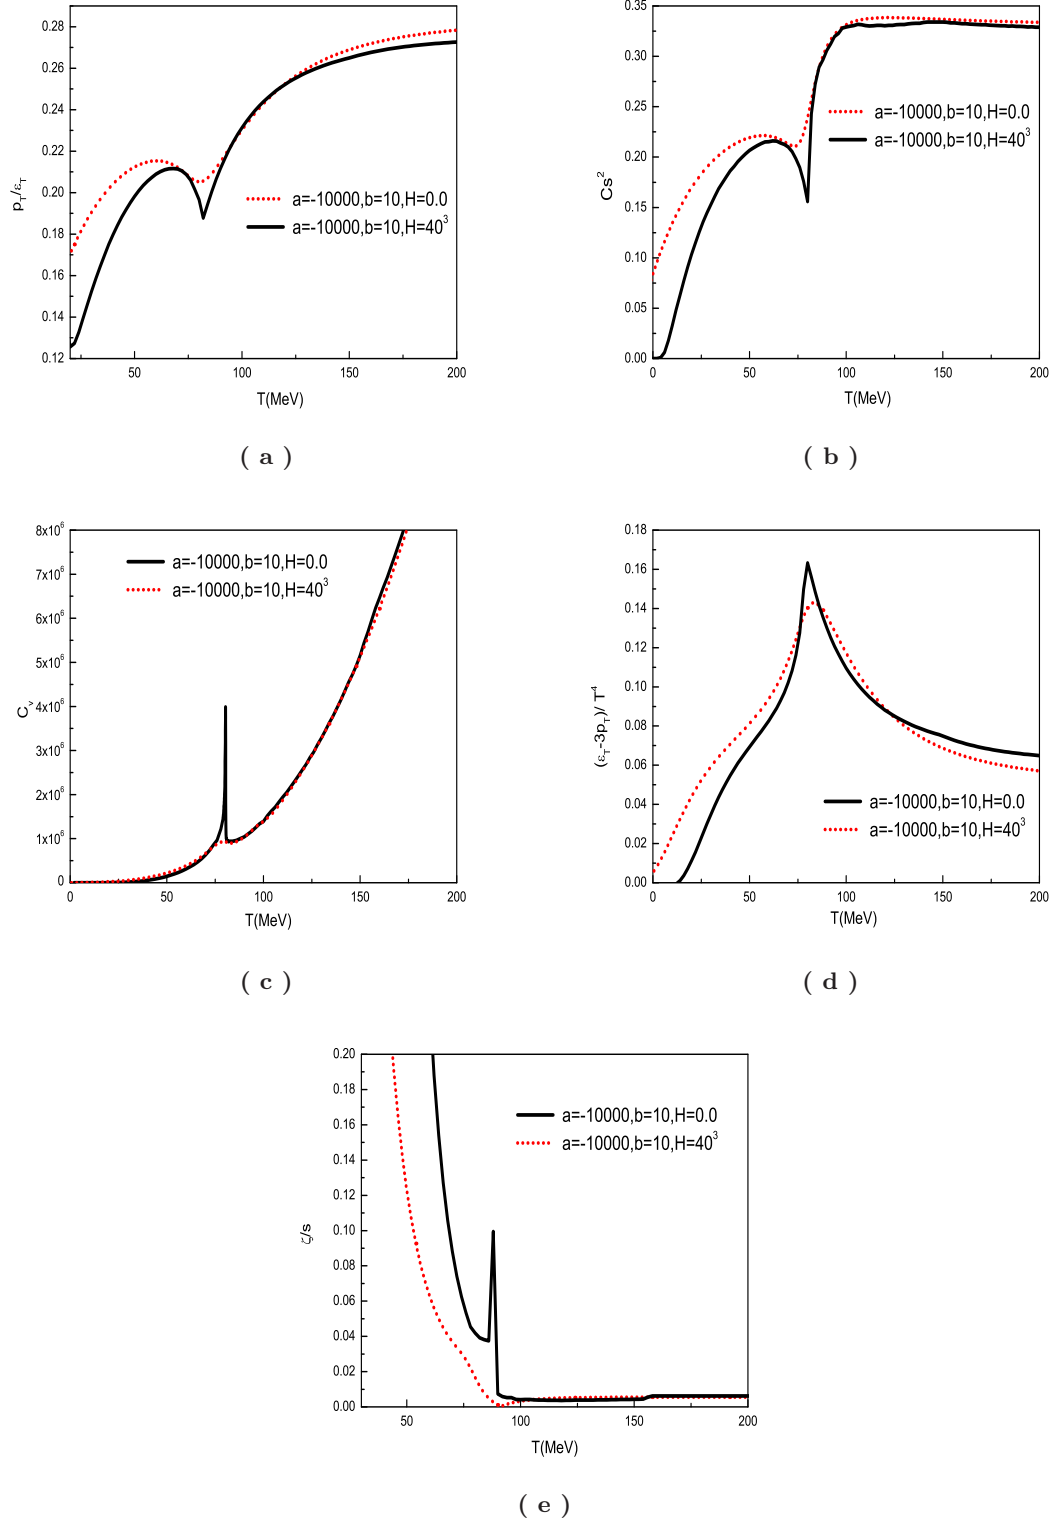 0.28
0.26
0.24
0.22
0.20
0.18
0.16
0.14
0.12
p_T/ε_T
a=-10000,b=10,H=0.0
a=-10000,b=10,H=40³
50 100 150 200
T(MeV)
( a )
0.35
0.30
0.25
0.20
0.15
0.10
0.05
0.00
Cs²
a=-10000,b=10,H=0.0
a=-10000,b=10,H=40³
0 50 100 150 200
T(MeV)
( b )
8x10⁶
7x10⁶
6x10⁶
5x10⁶
4x10⁶
3x10⁶
2x10⁶
1x10⁶
0
C_v
a=-10000,b=10,H=0.0
a=-10000,b=10,H=40³
0 50 100 150 200
T(MeV)
( c )
0.18
0.16
0.14
0.12
0.10
0.08
0.06
0.04
0.02
0.00
(ε_T-3p_T)/ T⁴
a=-10000,b=10,H=0.0
a=-10000,b=10,H=40³
0 50 100 150 200
T(MeV)
( d )
0.20
0.18
0.16
0.14
0.12
0.10
0.08
0.06
0.04
0.02
0.00
ζ/s
a=-10000,b=10,H=0.0
a=-10000,b=10,H=40³
50 100 150 200
T(MeV)
( e )